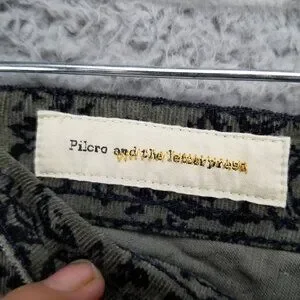 Pilcro and the letterpress